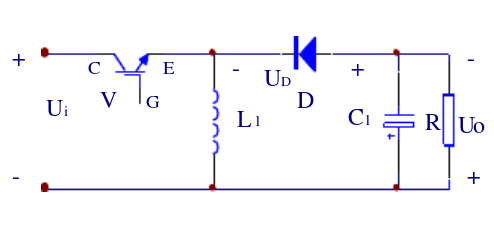 + C E - U_D + -
U_i V G D
L_1 C_1 R U_o
+
- +